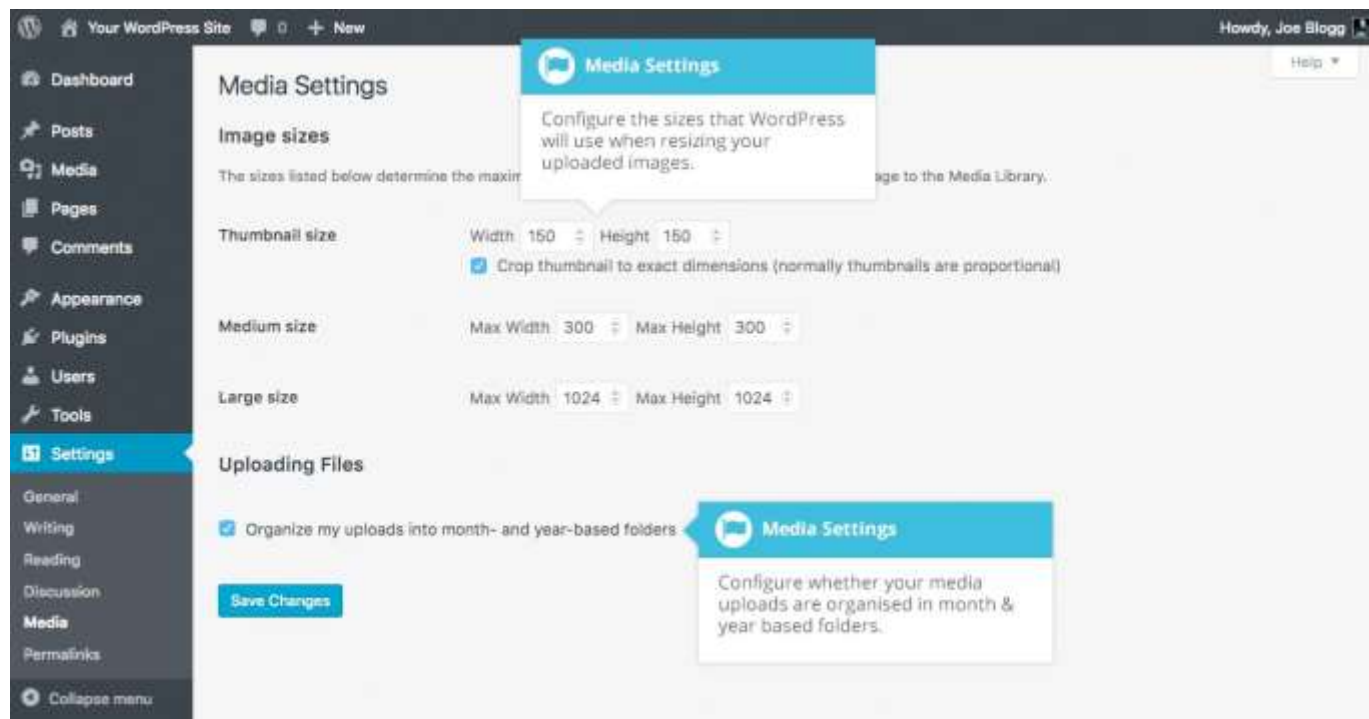 Your WordPress Site 0 + New
Howdy, Joe Blogg
Help
Dashboard
Posts
Media
Pages
Comments
Appearance
Plugins
Users
Tools
Settings
General
Writing
Reading
Discussion
Media
Permalinks
Collapse menu
Media Settings
Image sizes
The sizes listed below determine the maxim
age to the Media Library.
Media Settings
Configure the sizes that WordPress
will use when resizing your
uploaded images.
Thumbnail size
Width 150 Height 150
Crop thumbnail to exact dimensions (normally thumbnails are proportional)
Medium size
Max Width 300 Max Height 300
Large size
Max Width 1024 Max Height 1024
Uploading Files
Organize my uploads into month- and year-based folders
Media Settings
Configure whether your media
uploads are organised in month &
year based folders.
Save Changes